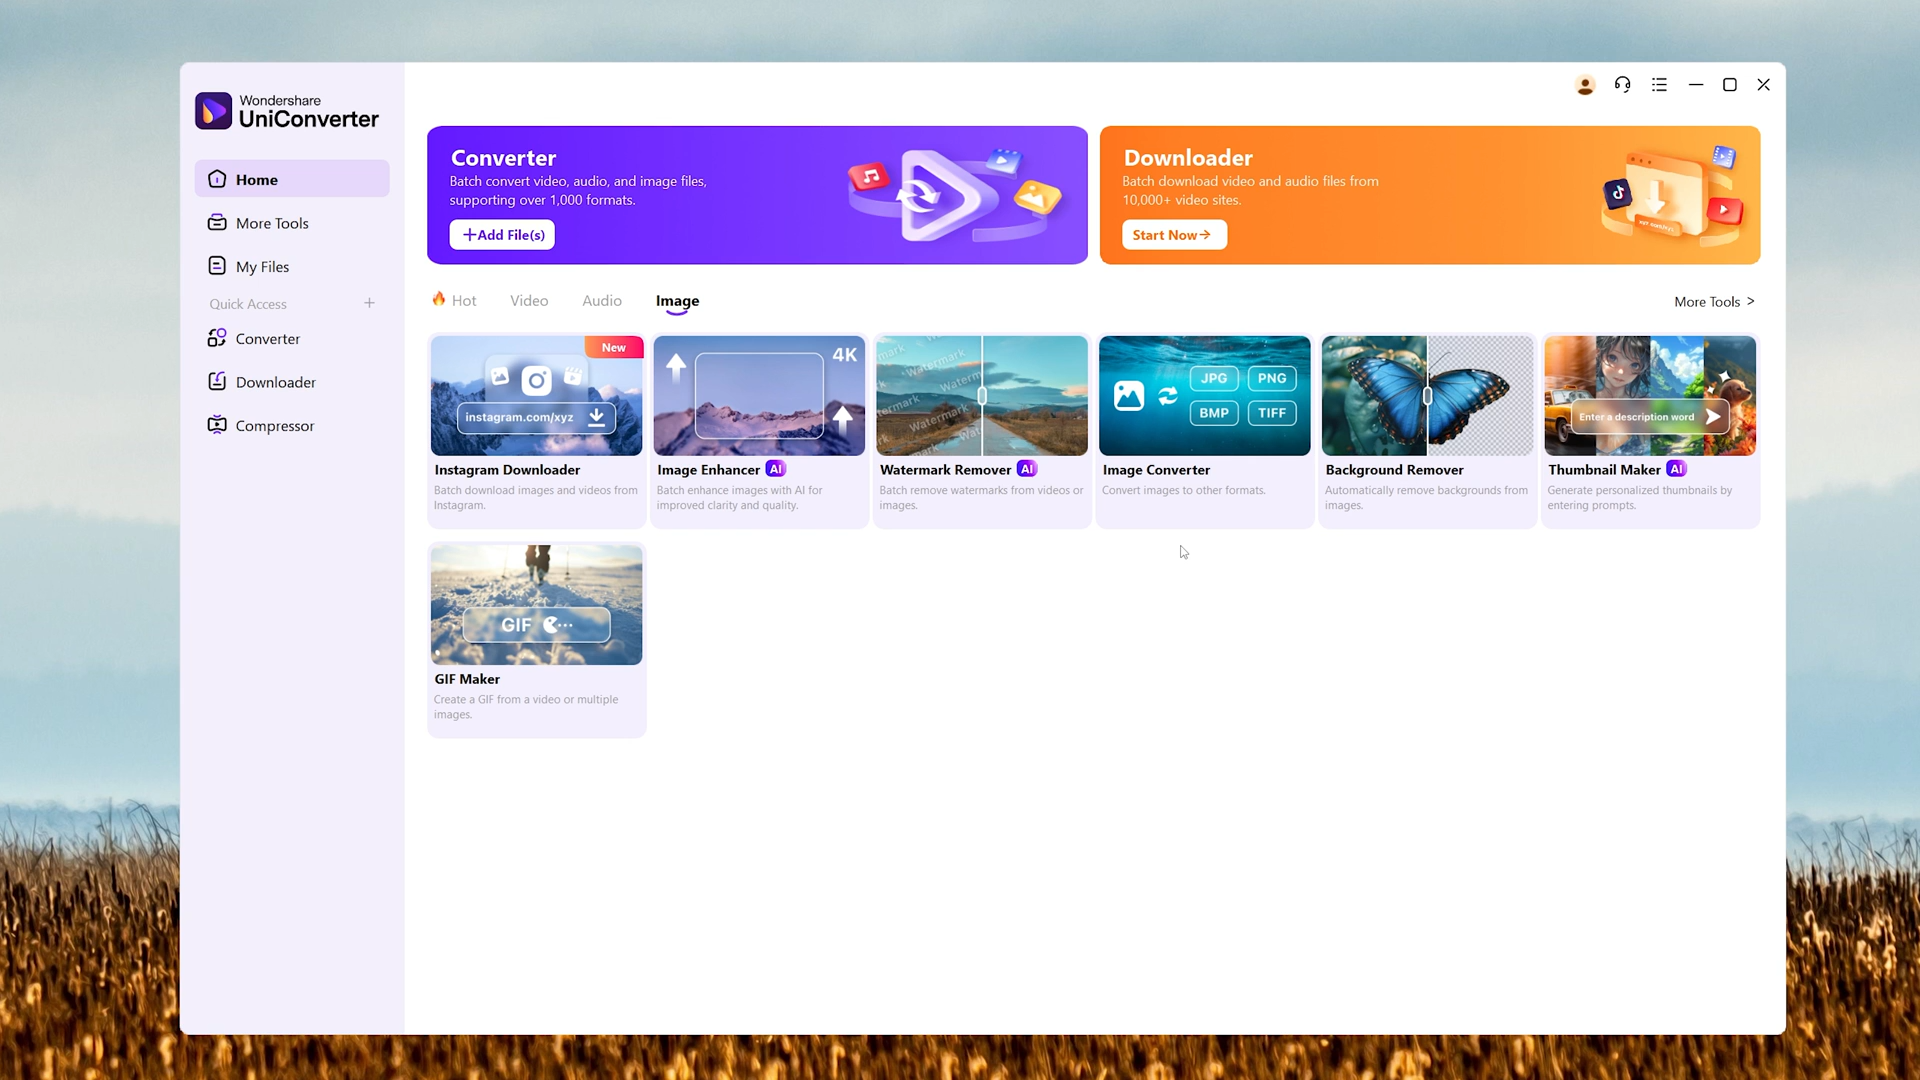 Wondershare
UniConverter
Home
More Tools
My Files
Quick Access
Converter
Downloader
Compressor
Converter
Batch convert video, audio, and image files,
supporting over 1,000 formats.
+Add File(s)
Downloader
Batch download video and audio files from
10,000+ video sites.
Start Now→
Hot Video Audio Image
More Tools >
New
instagram.com/xyz
Instagram Downloader
Batch download images and videos from
Instagram.
4K
Image Enhancer AI
Batch enhance images with AI for
improved clarity and quality.
Watermark
Watermark Remover AI
Batch remove watermarks from videos or
images.
JPG PNG
BMP TIFF
Image Converter
Convert images to other formats.
Background Remover
Automatically remove backgrounds from
images.
Enter a description word
Thumbnail Maker AI
Generate personalized thumbnails by
entering prompts.
GIF
GIF Maker
Create a GIF from a video or multiple
images.